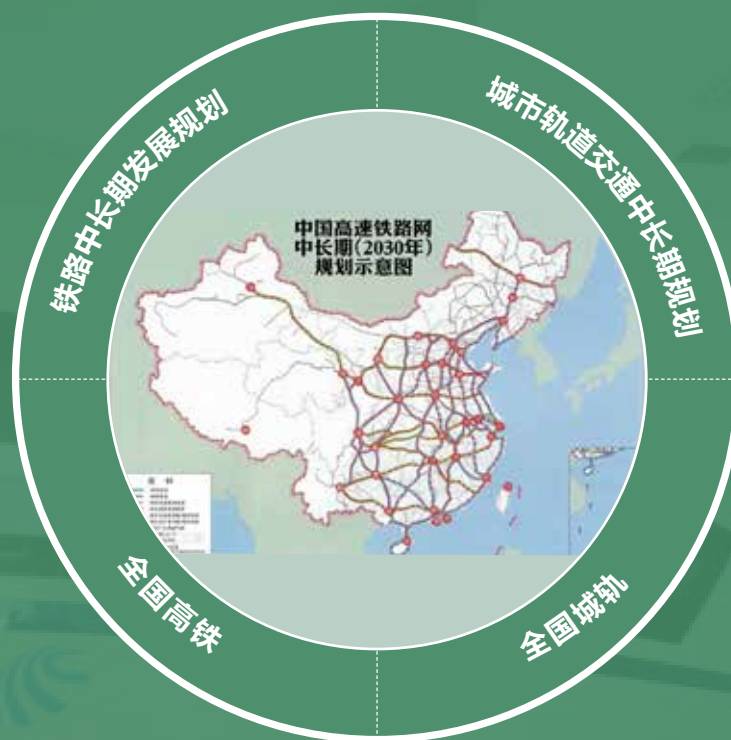 铁路中长期发展规划
城市轨道交通中长期规划
中国高速铁路网
中长期(2030年)
规划示意图
全国高铁
全国城轨